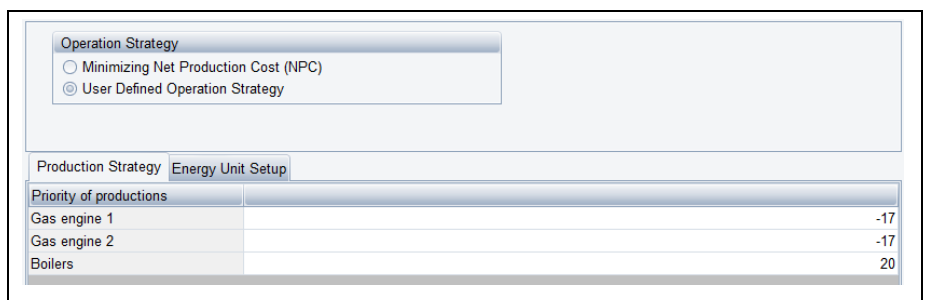 Operation Strategy
Minimizing Net Production Cost (NPC)
User Defined Operation Strategy
Production Strategy Energy Unit Setup
Priority of productions
Gas engine 1 -17
Gas engine 2 -17
Boilers 20